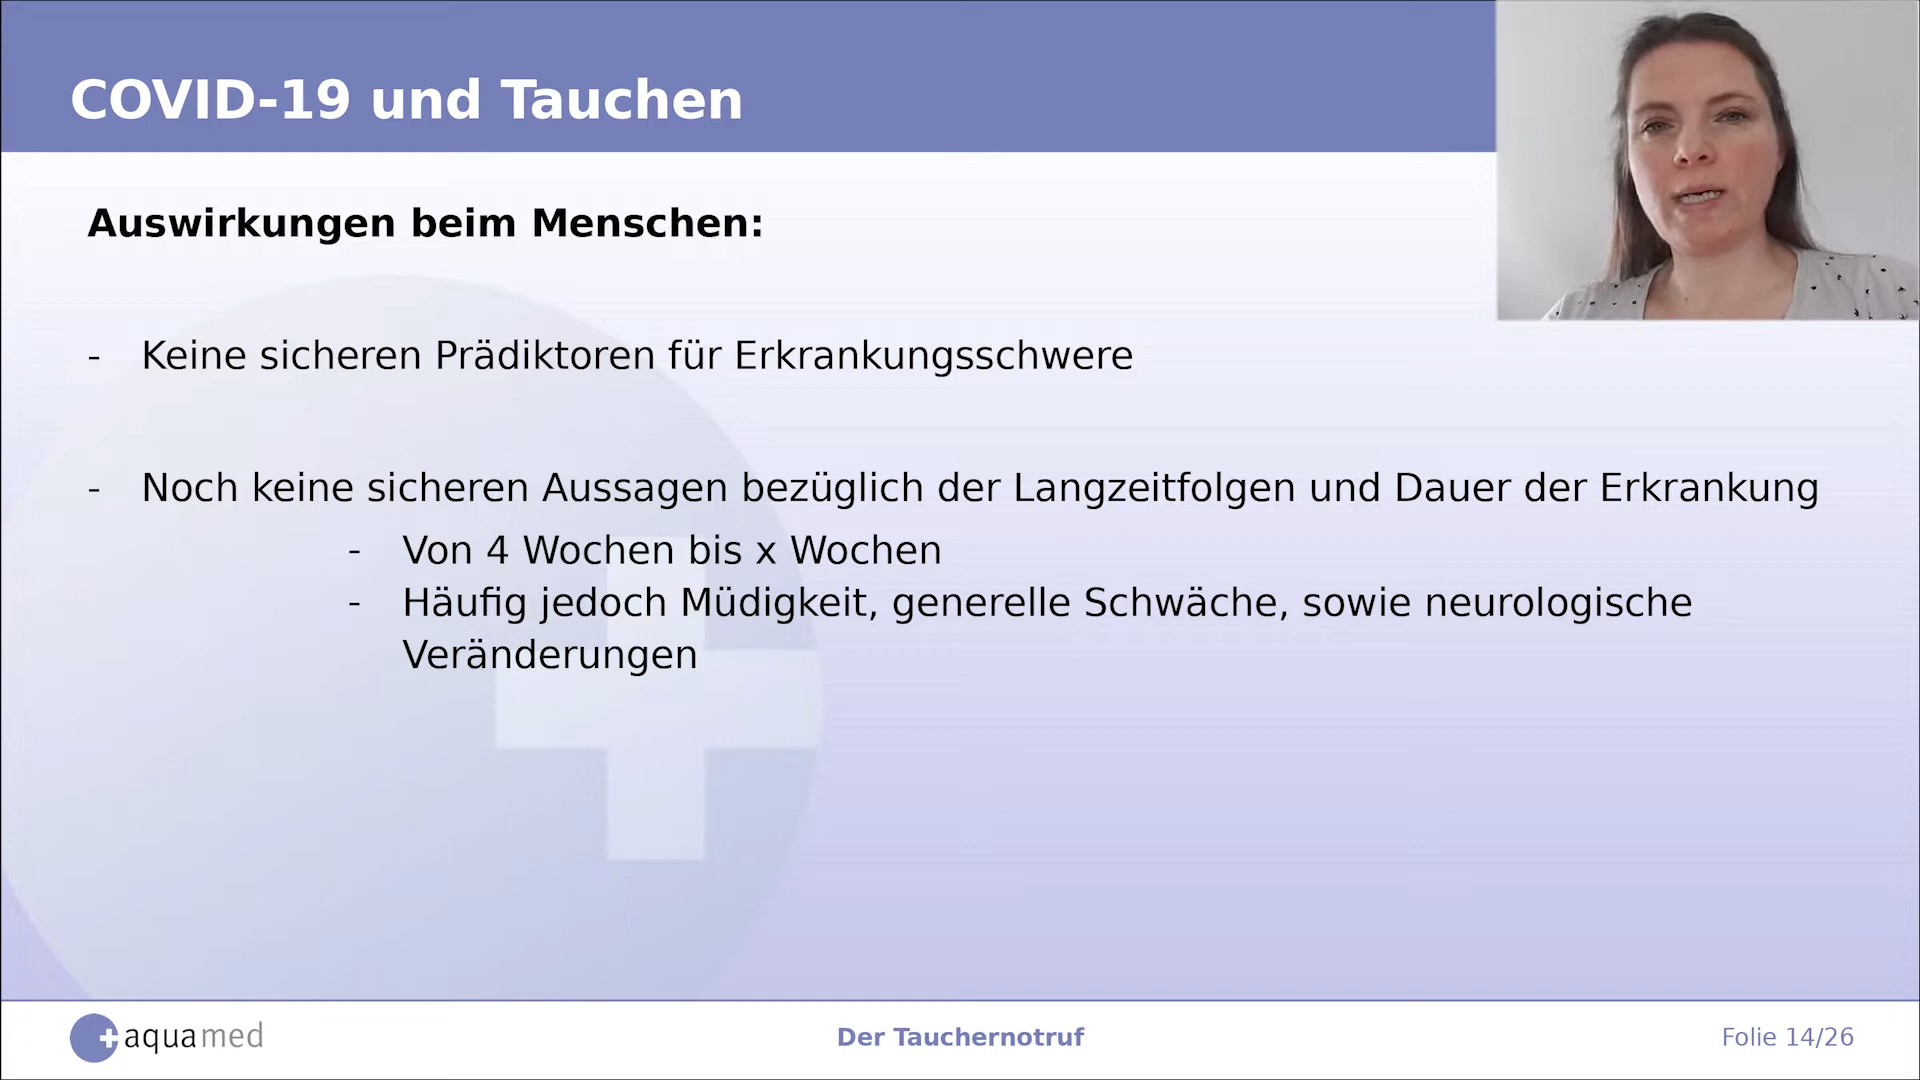 COVID-19 und Tauchen
Auswirkungen beim Menschen:
- Keine sicheren Prädiktoren für Erkrankungsschwere
- Noch keine sicheren Aussagen bezüglich der Langzeitfolgen und Dauer der Erkrankung
- Von 4 Wochen bis x Wochen
- Häufig jedoch Müdigkeit, generelle Schwäche, sowie neurologische
Veränderungen
aquamed
Der Tauchernotruf
Folie 14/26